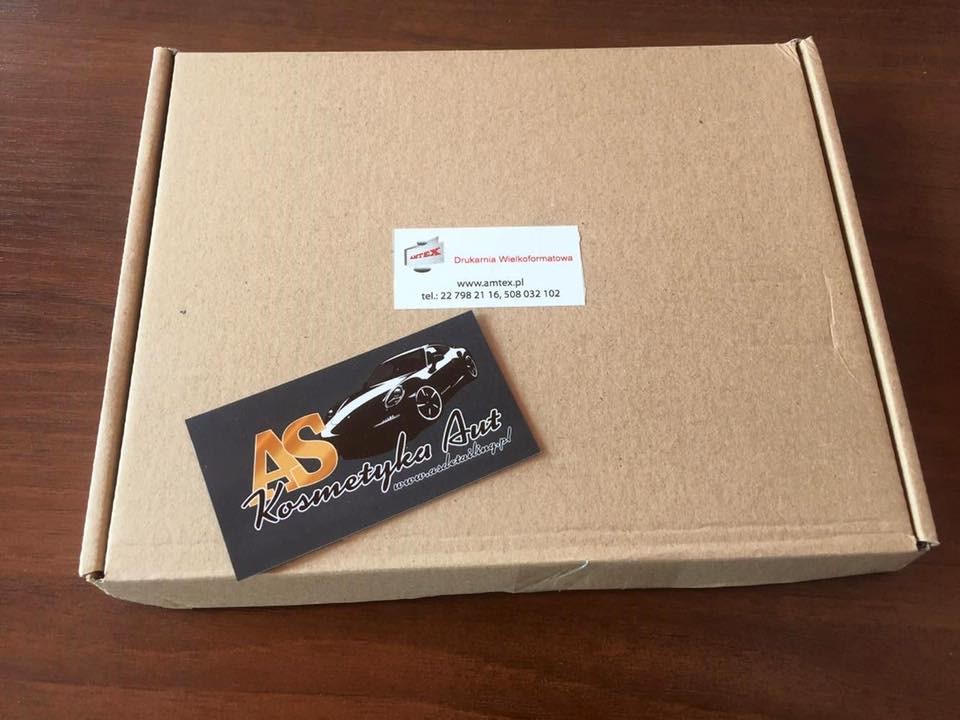 AMTEX
Drukarnia Wielkoformatowa
www.amtex.pl
tel.: 22 798 21 16, 508 032 102
AS
Kosmetyka Aut
www.asdetailing.pl